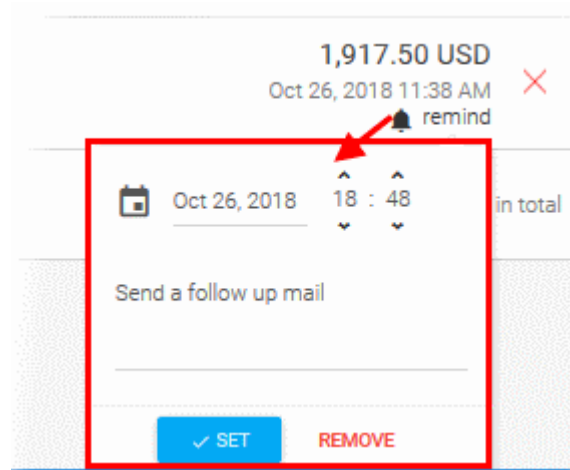 1,917.50 USD
Oct 26, 2018 11:38 AM
remind
Oct 26, 2018 18 : 48
in total
Send a follow up mail
SET REMOVE